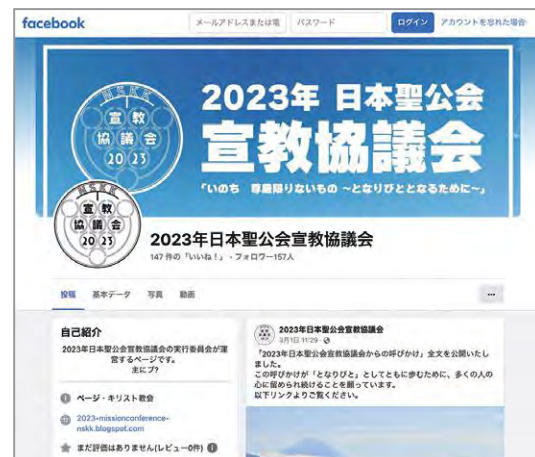 facebook
メールアドレスまたは電
パスワード
ログイン
アカウントを忘れた場合
NSKK
宣教
協議会
2023
2023年 日本聖公会
宣教協議会
「いのち 尊厳限りないもの ~となりびととなるために~」
NSKK
宣教
協議会
2023
2023年日本聖公会宣教協議会
147 件の「いいね！」・フォロワー157人
投稿
基本データ
写真
動画
自己紹介
2023年日本聖公会宣教協議会の実行委員会が運
営するページです。
主にブ?
ページ・キリスト教会
2023-missionconference-
nskk.blogspot.com
まだ評価はありません(レビュー0件)
2023年日本聖公会宣教協議会
3月1日 11:29
「2023年日本聖公会宣教協議会からの呼びかけ」全文を公開いたし
ました。
この呼びかけが「となりびと」としてともに歩むために、多くの人の
心に留められ続けることを願っています。
以下リンクよりご覧ください。